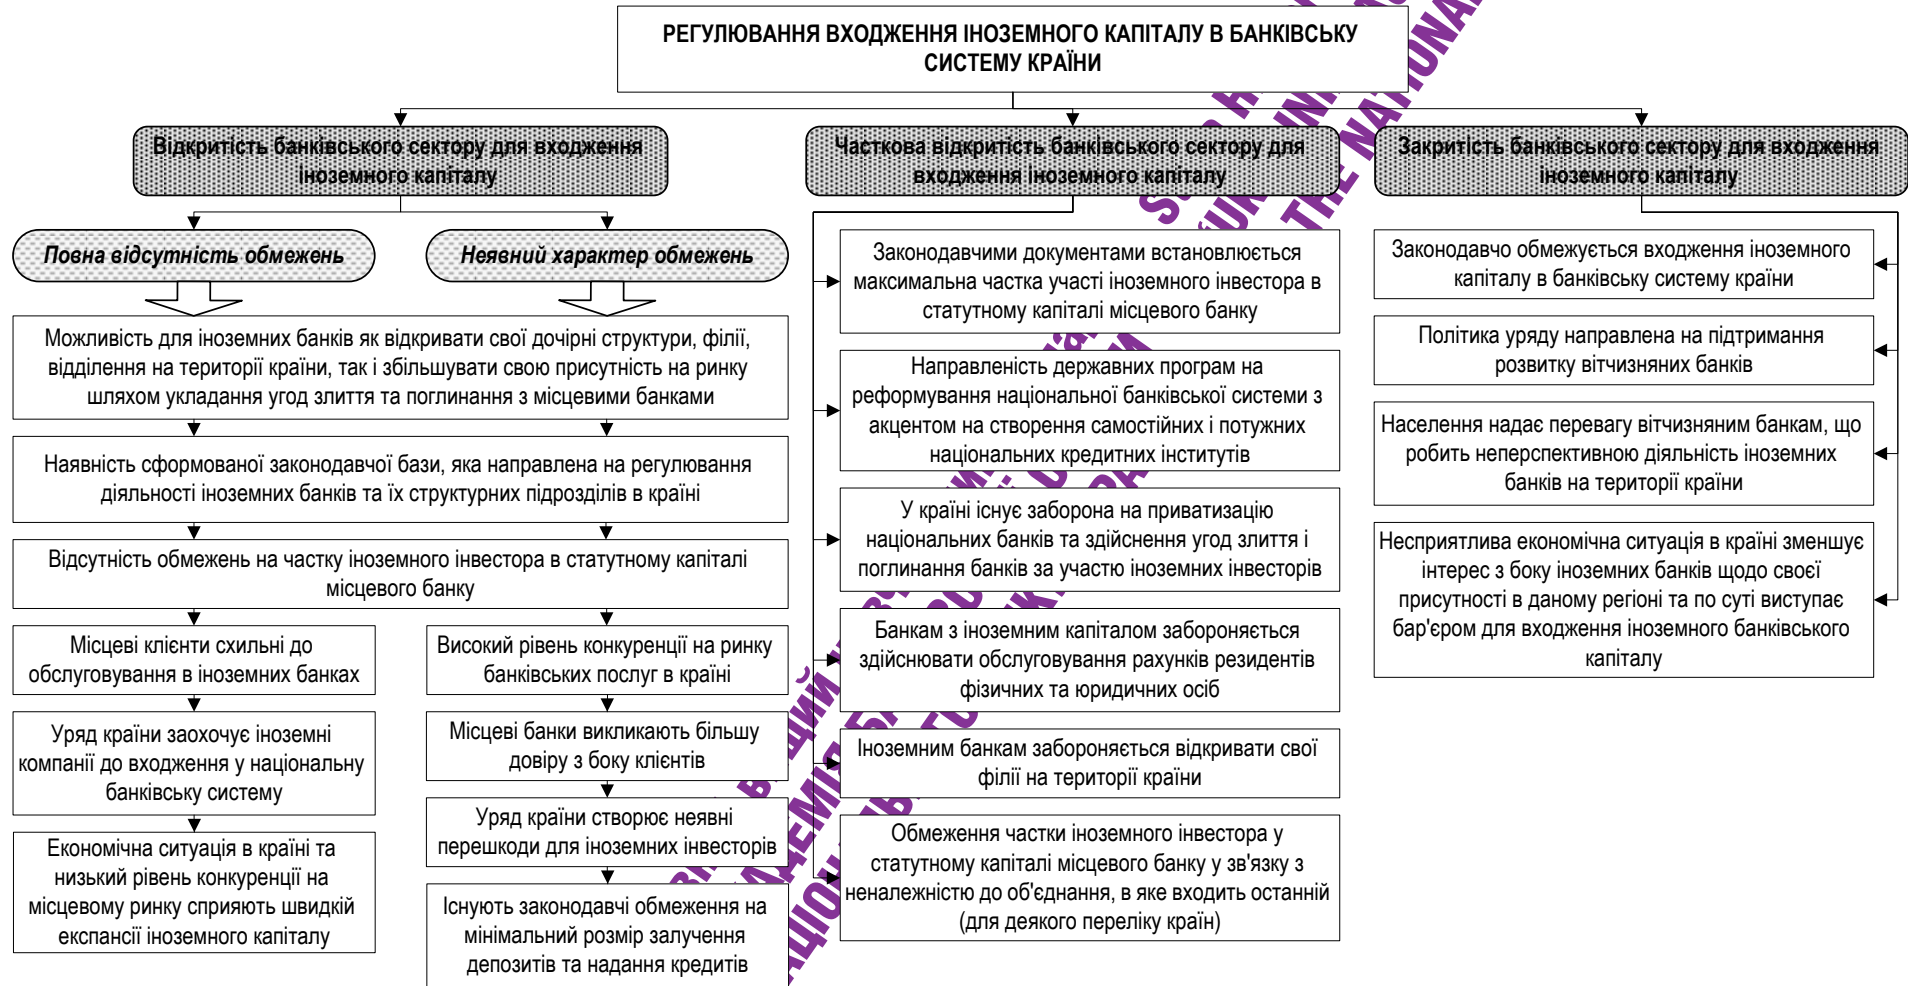 РЕГУЛЮВАННЯ ВХОДЖЕННЯ ІНОЗЕМНОГО КАПІТАЛУ В БАНКІВСЬКУ
СИСТЕМУ КРАЇНИ
Відкритість банківського сектору для входження
іноземного капіталу
Часткова відкритість банківського сектору для
входження іноземного капіталу
Закритість банківського сектору для входження
іноземного капіталу
Повна відсутність обмежень
Неявний характер обмежень
Можливість для іноземних банків як відкривати свої дочірні структури, філії,
відділення на території країни, так і збільшувати свою присутність на ринку
шляхом укладання угод злиття та поглинання з місцевими банками
Наявність сформованої законодавчої бази, яка направлена на регулювання
діяльності іноземних банків та їх структурних підрозділів в країні
Відсутність обмежень на частку іноземного інвестора в статутному капіталі
місцевого банку
Місцеві клієнти схильні до
обслуговування в іноземних банках
Уряд країни заохочує іноземні
компанії до входження у національну
банківську систему
Економічна ситуація в країні та
низький рівень конкуренції на
місцевому ринку сприяють швидкій
експансії іноземного капіталу
Високий рівень конкуренції на ринку
банківських послуг в країні
Місцеві банки викликають більшу
довіру з боку клієнтів
Уряд країни створює неявні
перешкоди для іноземних інвесторів
Існують законодавчі обмеження на
мінімальний розмір залучення
депозитів та надання кредитів
Законодавчими документами встановлюється
максимальна частка участі іноземного інвестора в
статутному капіталі місцевого банку
Направленість державних програм на
реформування національної банківської системи з
акцентом на створення самостійних і потужних
національних кредитних інститутів
У країні існує заборона на приватизацію
національних банків та здійснення угод злиття і
поглинання банків за участю іноземних інвесторів
Банкам з іноземним капіталом забороняється
здійснювати обслуговування рахунків резидентів
фізичних та юридичних осіб
Іноземним банкам забороняється відкривати свої
філії на території країни
Обмеження частки іноземного інвестора у
статутному капіталі місцевого банку у зв'язку з
неналежністю до об'єднання, в яке входить останній
(для деякого переліку країн)
Законодавчо обмежується входження іноземного
капіталу в банківську систему країни
Політика уряду направлена на підтримання
розвитку вітчизняних банків
Населення надає перевагу вітчизняним банкам, що
робить неперспективною діяльність іноземних
банків на території країни
Несприятлива економічна ситуація в країні зменшує
інтерес з боку іноземних банків щодо своєї
присутності в даному регіоні та по суті виступає
бар'єром для входження іноземного банківського
капіталу
THE NATIONAL